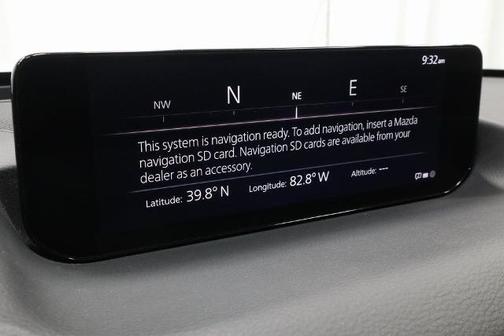 9:32am
NW N NE E SE
This system is navigation ready. To add navigation, insert a Mazda
navigation SD card. Navigation SD cards are available from your
dealer as an accessory.
Latitude: 39.8° N Longitude: 82.8° W Altitude: ---